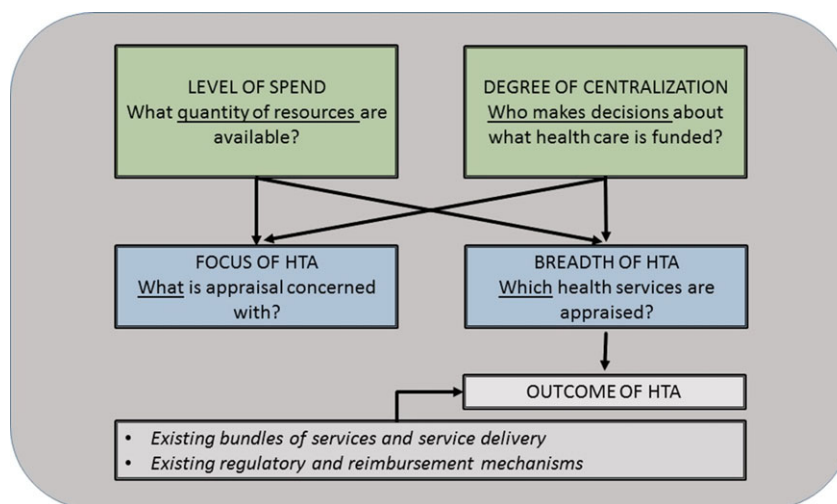 LEVEL OF SPEND
What quantity of resources are
available?
DEGREE OF CENTRALIZATION
Who makes decisions about
what health care is funded?
FOCUS OF HTA
What is appraisal concerned
with?
BREADTH OF HTA
Which health services are
appraised?
OUTCOME OF HTA
• Existing bundles of services and service delivery
• Existing regulatory and reimbursement mechanisms